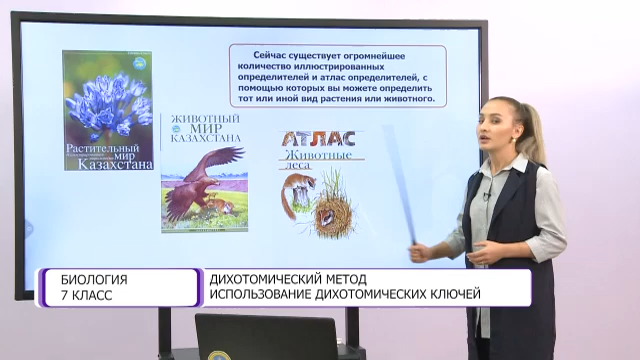 Сейчас существует огромнейшее
количество иллюстрированных
определителей и атлас определителей, с
помощью которых вы можете определить
тот или иной вид растения или животного.
Растительный
мир
Казахстана
ЖИВОТНЫЙ
МИР
КАЗАХСТАНА
АТЛАС
Животные
леса
БИОЛОГИЯ
7 КЛАСС
ДИХОТОМИЧЕСКИЙ МЕТОД
ИСПОЛЬЗОВАНИЕ ДИХОТОМИЧЕСКИХ КЛЮЧЕЙ